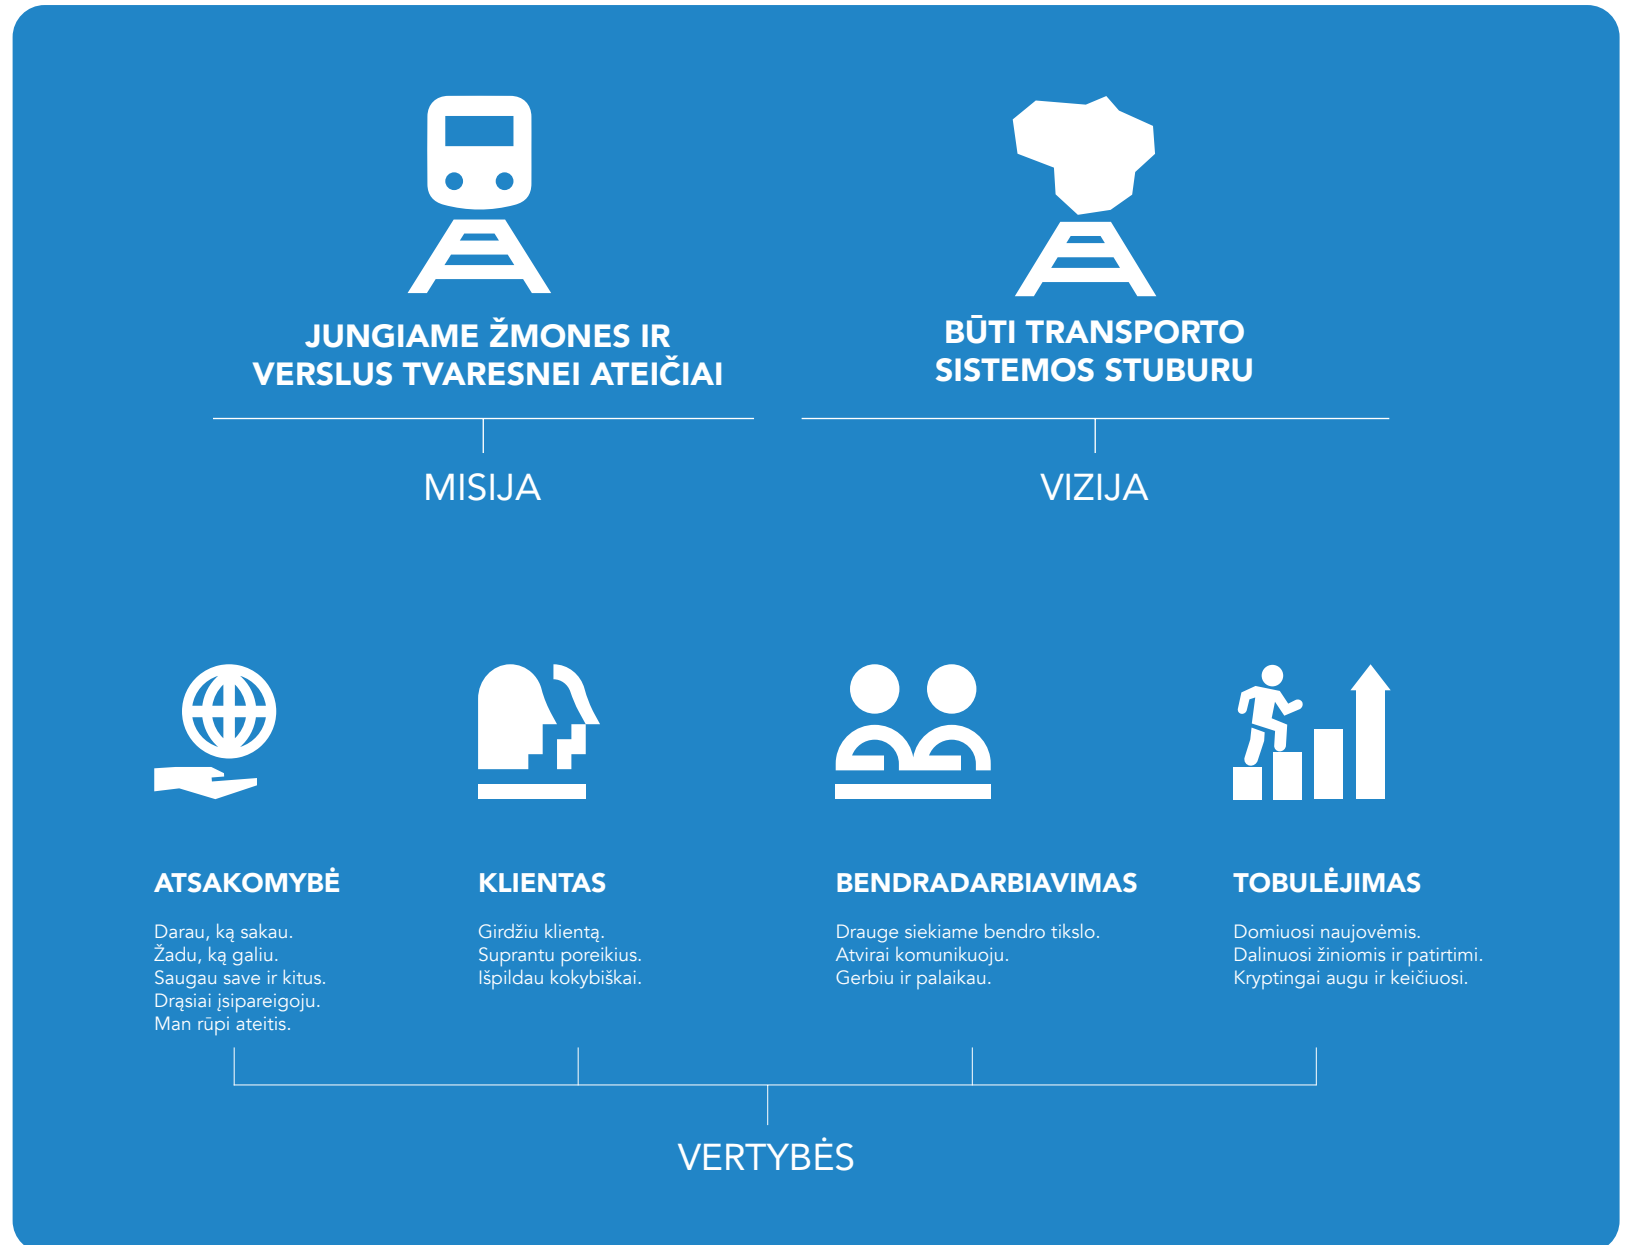 JUNGIAME ŽMONES IR
VERSLUS TVARESNEI ATEIČIAI
MISIJA
BŪTI TRANSPORTO
SISTEMOS STUBURU
VIZIJA
ATSAKOMYBĖ
Darau, ką sakau.
Žadu, ką galiu.
Saugau save ir kitus.
Drąsiai įsipareigoju.
Man rūpi ateitis.
KLIENTAS
Girdžiu klientą.
Suprantu poreikius.
Išpildau kokybiškai.
BENDRADARBIAVIMAS
Drauge siekiame bendro tikslo.
Atvirai komunikuoju.
Gerbiu ir palaikau.
TOBULĖJIMAS
Domiuosi naujovėmis.
Dalinuosi žiniomis ir patirtimi.
Kryptingai augu ir keičiuosi.
VERTYBĖS